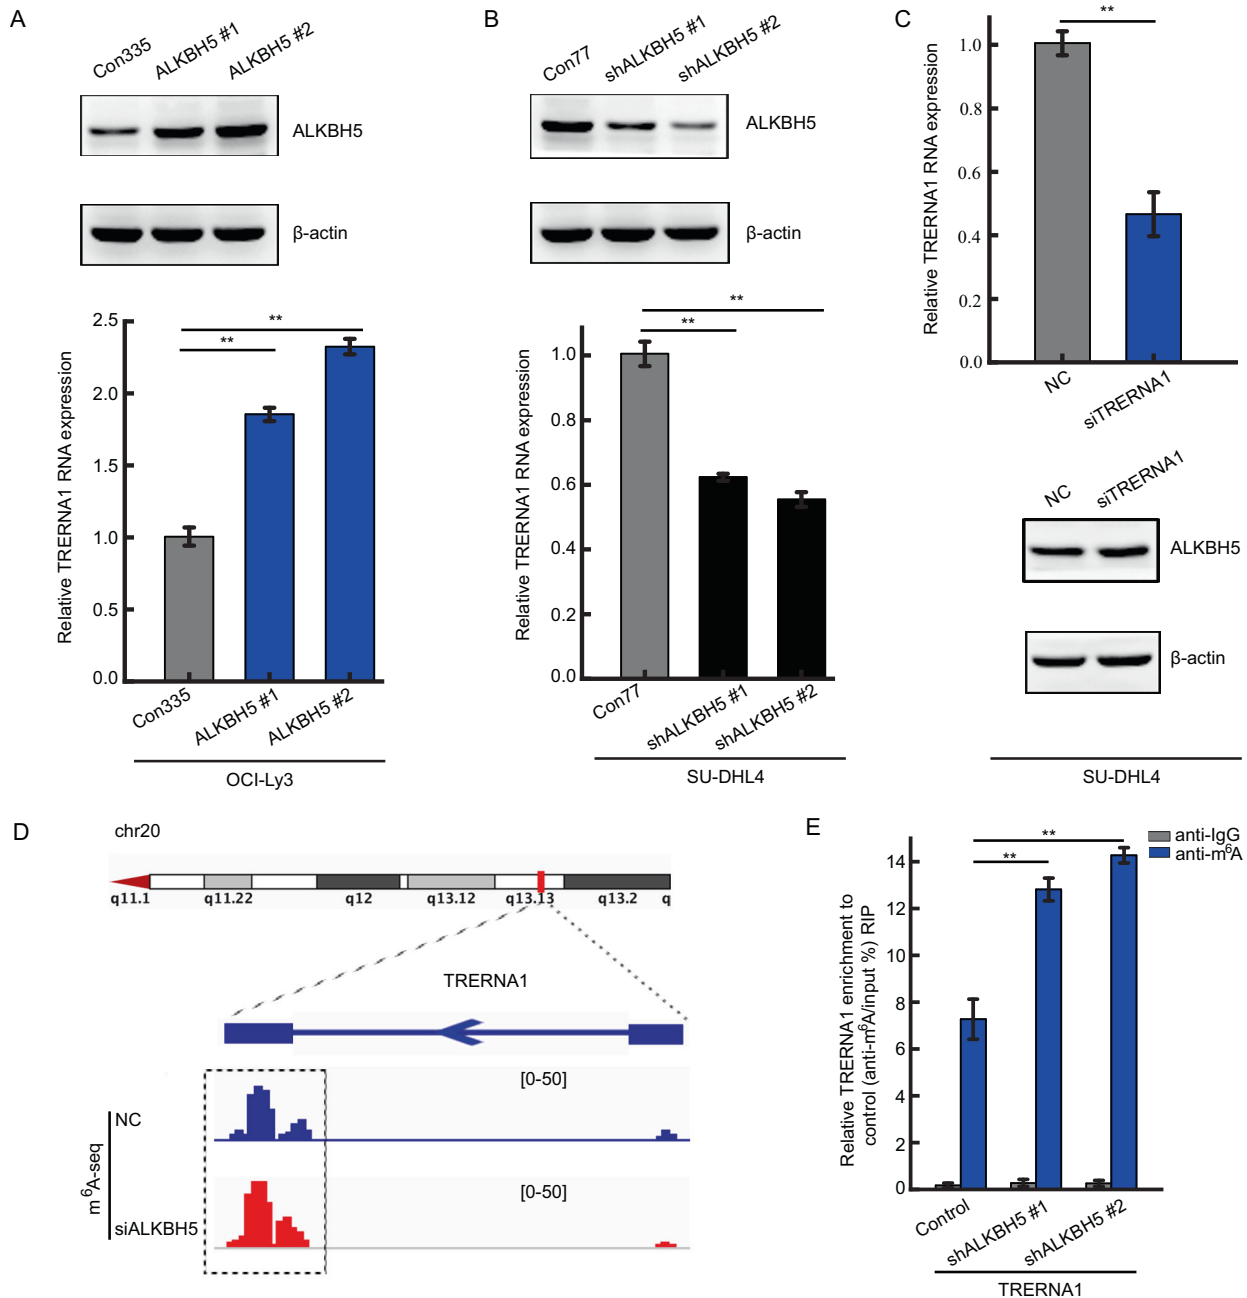 A
Con335
ALKBH5 #1
ALKBH5 #2
ALKBH5
β-actin
Relative TRERNA1 RNA expression
2.5
2.0
1.5
1.0
0.5
0.0
**
**
Con335
ALKBH5 #1
ALKBH5 #2
OCI-Ly3
B
Con77
shALKBH5 #1
shALKBH5 #2
ALKBH5
β-actin
Relative TRERNA1 RNA expression
1.0
0.8
0.6
0.4
0.2
0.0
**
**
Con77
shALKBH5 #1
shALKBH5 #2
SU-DHL4
C
Relative TRERNA1 RNA expression
1.0
0.8
0.6
0.4
0.2
0.0
**
NC
siTRERNA1
NC
siTRERNA1
ALKBH5
β-actin
SU-DHL4
D
chr20
q11.1 q11.22 q12 q13.12 q13.13 q13.2 q
TRERNA1
m6A-seq
NC
[0-50]
siALKBH5
[0-50]
E
anti-IgG
anti-m6A
Relative TRERNA1 enrichment to
control (anti-m6A/input %) RIP
14
12
10
8
6
4
2
0
**
**
Control
shALKBH5 #1
shALKBH5 #2
TRERNA1